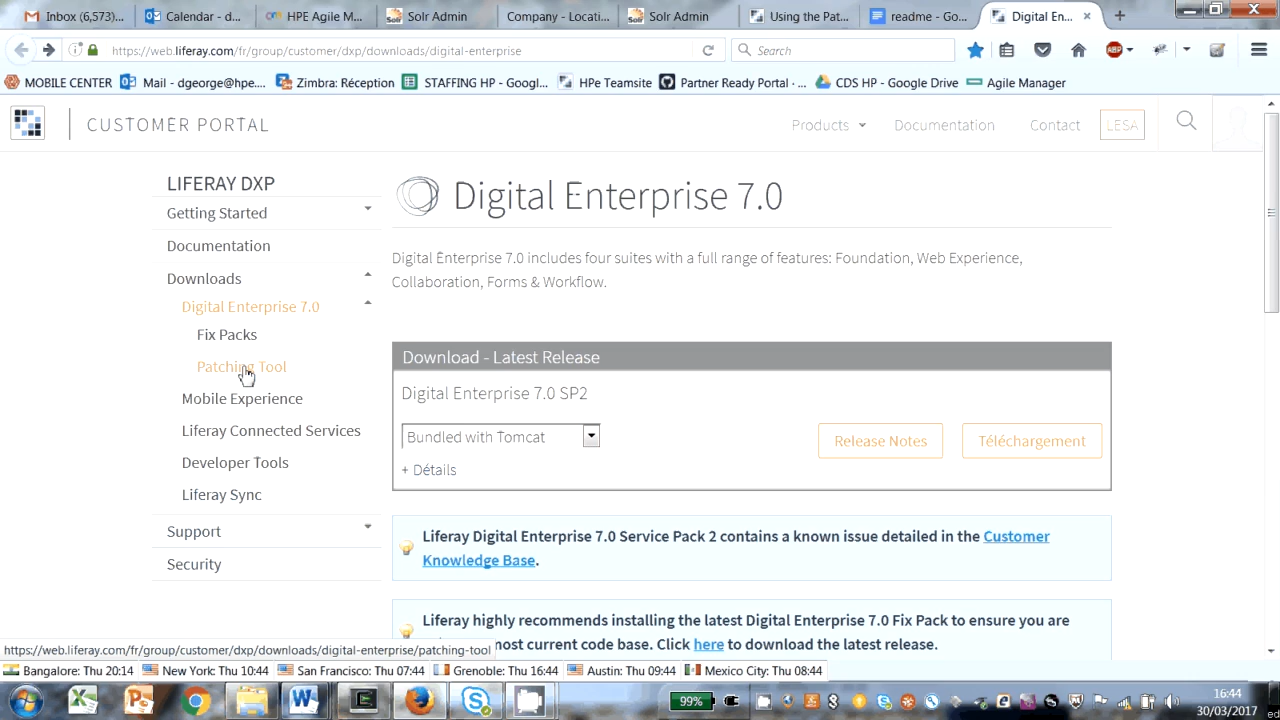 Inbox (6,573)...
Calendar - d...
HPE Agile M...
Solr Admin
Compare Locati...
Solr Admin
Using the Pat...
readme - Go...
Digital En...
https://web.liferay.com/fr/group/customer/dxp/downloads/digital-enterprise
Search
MOBILE CENTER
Mail - dgeorge@hpe....
Zimbra: Réception
STAFFING HP - Googl...
HPe Teamsite
Partner Ready Portal - ...
CDS HP - Google Drive
Agile Manager
CUSTOMER PORTAL
Products
Documentation
Contact
LESA
LIFERAY DXP
Getting Started
Documentation
Downloads
Digital Enterprise 7.0
Fix Packs
Patching Tool
Mobile Experience
Liferay Connected Services
Developer Tools
Liferay Sync
Support
Security
Digital Enterprise 7.0
Digital Enterprise 7.0 includes four suites with a full range of features: Foundation, Web Experience,
Collaboration, Forms & Workflow.
Download - Latest Release
Digital Enterprise 7.0 SP2
Bundled with Tomcat
Release Notes
Téléchargement
+ Détails
Liferay Digital Enterprise 7.0 Service Pack 2 contains a known issue detailed in the Customer
Knowledge Base.
Liferay highly recommends installing the latest Digital Enterprise 7.0 Fix Pack to ensure you are
most current code base. Click here to download the latest release.
https://web.liferay.com/fr/group/customer/dxp/downloads/digital-enterprise/patching-tool
Bangalore: Thu 20:14
New York: Thu 10:44
San Francisco: Thu 07:44
Grenoble: Thu 16:44
Austin: Thu 09:44
Mexico City: Thu 08:44
99%
16:44
30/03/2017